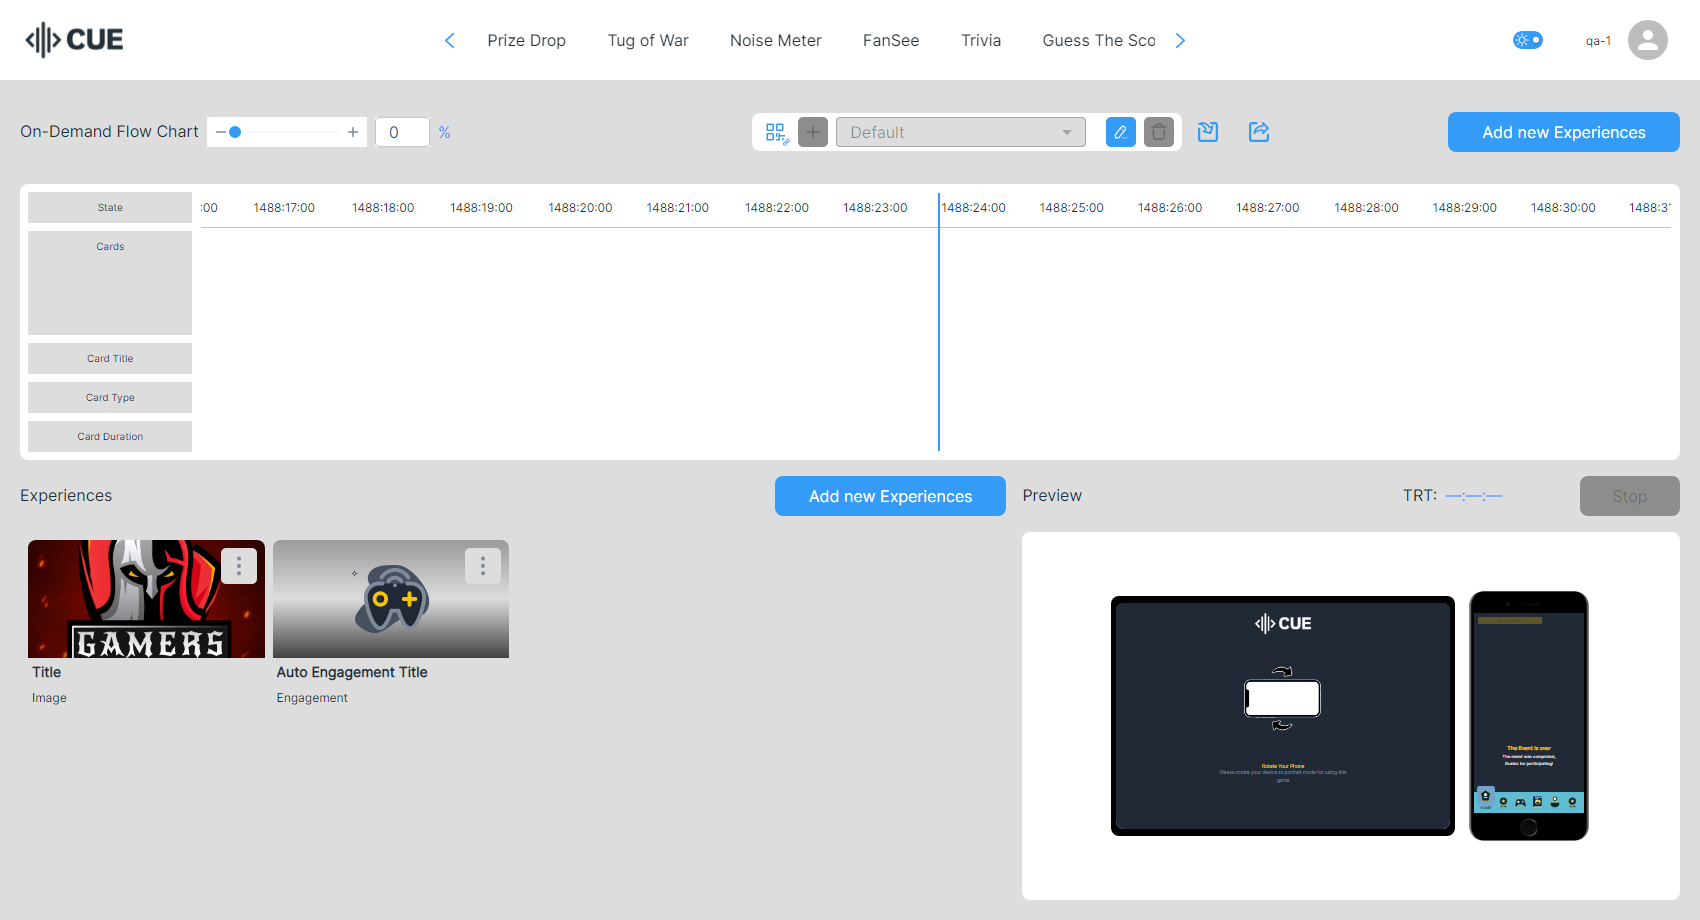 CUE
Prize Drop
Tug of War
Noise Meter
FanSee
Trivia
Guess The Sco
qa-1
On-Demand Flow Chart
0
%
Default
Add new Experiences
State
:00
1488:17:00
1488:18:00
1488:19:00
1488:20:00
1488:21:00
1488:22:00
1488:23:00
1488:24:00
1488:25:00
1488:26:00
1488:27:00
1488:28:00
1488:29:00
1488:30:00
1488:31
Cards
Card Title
Card Type
Card Duration
Experiences
Add new Experiences
Preview
TRT: —:—:—
Stop
GAMERS
Title
Image
Auto Engagement Title
Engagement
CUE
Rotate Your Phone
Please rotate your device to portrait mode for using this
game
The Event is over
The event was completed,
thanks for participating!
HOME